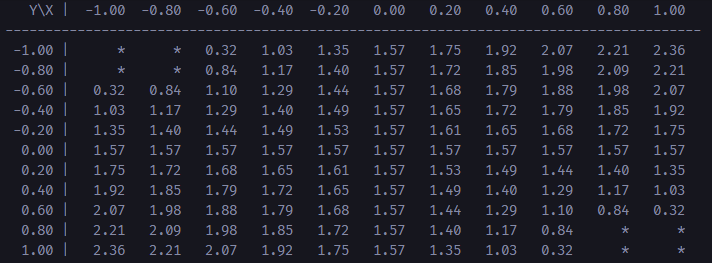 Y\X | -1.00 -0.80 -0.60 -0.40 -0.20 0.00 0.20 0.40 0.60 0.80 1.00
--------------------------------------------------------------------------------------
-1.00 | * * 0.32 1.03 1.35 1.57 1.75 1.92 2.07 2.21 2.36
-0.80 | * * 0.84 1.17 1.40 1.57 1.72 1.85 1.98 2.09 2.21
-0.60 | 0.32 0.84 1.10 1.29 1.44 1.57 1.68 1.79 1.88 1.98 2.07
-0.40 | 1.03 1.17 1.29 1.40 1.49 1.57 1.65 1.72 1.79 1.85 1.92
-0.20 | 1.35 1.40 1.44 1.49 1.53 1.57 1.61 1.65 1.68 1.72 1.75
0.00 | 1.57 1.57 1.57 1.57 1.57 1.57 1.57 1.57 1.57 1.57 1.57
0.20 | 1.75 1.72 1.68 1.65 1.61 1.57 1.53 1.49 1.44 1.40 1.35
0.40 | 1.92 1.85 1.79 1.72 1.65 1.57 1.49 1.40 1.29 1.17 1.03
0.60 | 2.07 1.98 1.88 1.79 1.68 1.57 1.44 1.29 1.10 0.84 0.32
0.80 | 2.21 2.09 1.98 1.85 1.72 1.57 1.40 1.17 0.84 * *
1.00 | 2.36 2.21 2.07 1.92 1.75 1.57 1.35 1.03 0.32 * *